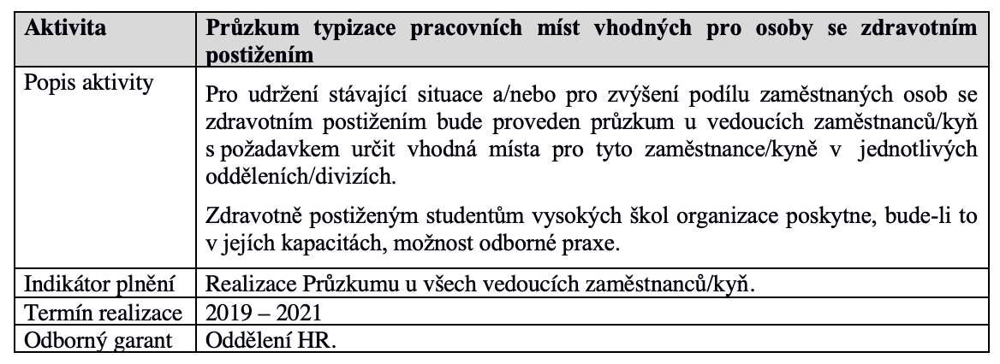 Aktivita
Průzkum typizace pracovních míst vhodných pro osoby se zdravotním
postižením
Popis aktivity
Pro udržení stávající situace a/nebo pro zvýšení podílu zaměstnaných osob se
zdravotním postižením bude proveden průzkum u vedoucích zaměstnanců/kyň
s požadavkem určit vhodná místa pro tyto zaměstnance/kyně v jednotlivých
odděleních/divizích.
Zdravotně postiženým studentům vysokých škol organizace poskytne, bude-li to
v jejích kapacitách, možnost odborné praxe.
Indikátor plnění
Realizace Průzkumu u všech vedoucích zaměstnanců/kyň.
Termín realizace
2019 – 2021
Odborný garant
Oddělení HR.